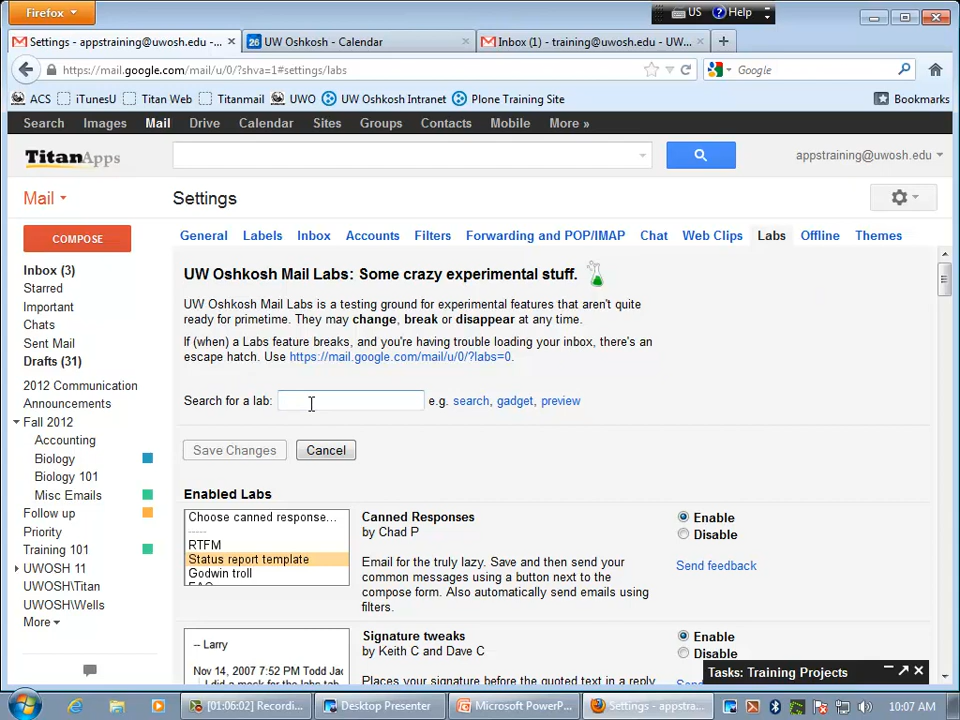 Firefox
US
Help
Settings - appstraining@uwosh.edu -...
26 UW Oshkosh - Calendar
Inbox (1) - training@uwosh.edu - UW...
https://mail.google.com/mail/u/0/?shva=1#settings/labs
Google
ACS
iTunesU
Titan Web
Titanmail
UWO
UW Oshkosh Intranet
Plone Training Site
Bookmarks
Search
Images
Mail
Drive
Calendar
Sites
Groups
Contacts
Mobile
More »
TitanApps
appstraining@uwosh.edu
Mail
Settings
COMPOSE
General
Labels
Inbox
Accounts
Filters
Forwarding and POP/IMAP
Chat
Web Clips
Labs
Offline
Themes
Inbox (3)
Starred
Important
Chats
Sent Mail
Drafts (31)
2012 Communication
Announcements
Fall 2012
Accounting
Biology
Biology 101
Misc Emails
Follow up
Priority
Training 101
UWOSH 11
UWOSH\Titan
UWOSH\Wells
More
UW Oshkosh Mail Labs: Some crazy experimental stuff.
UW Oshkosh Mail Labs is a testing ground for experimental features that aren't quite
ready for primetime. They may change, break or disappear at any time.
If (when) a Labs feature breaks, and you're having trouble loading your inbox, there's an
escape hatch. Use https://mail.google.com/mail/u/0/?labs=0.
Search for a lab:
e.g. search, gadget, preview
Save Changes
Cancel
Enabled Labs
Choose canned response...
RTFM
Status report template
Godwin troll
Canned Responses
by Chad P
Email for the truly lazy. Save and then send your
common messages using a button next to the
compose form. Also automatically send emails using
filters.
Enable
Disable
Send feedback
-- Larry
Nov 14, 2007 7:52 PM Todd Jac
Signature tweaks
by Keith C and Dave C
Places your signature before the quoted text in a reply
Enable
Disable
Tasks: Training Projects
[01:06:02] Recordi...
Desktop Presenter
Microsoft PowerP...
Settings - appstra...
10:07 AM